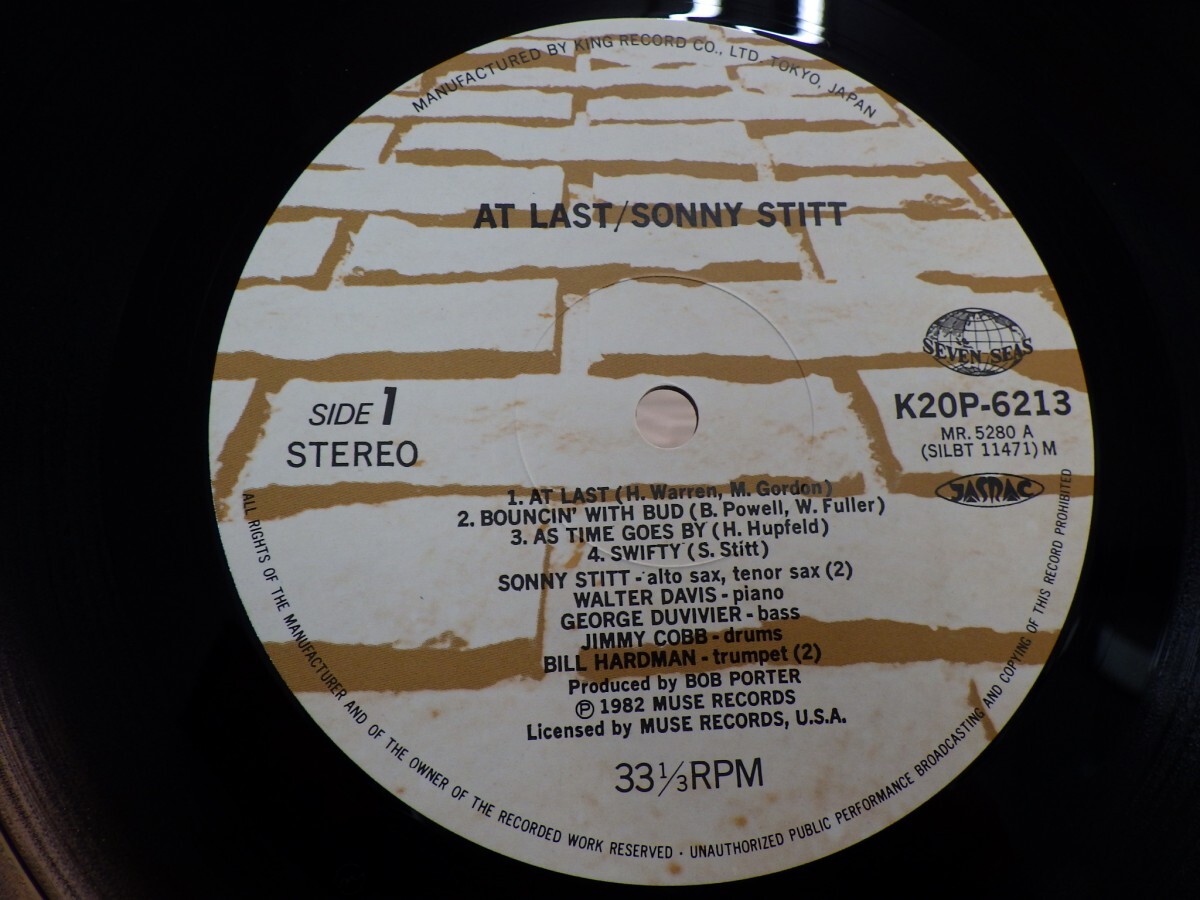 MANUFACTURED BY KING RECORD CO., LTD. TOKYO, JAPAN
AT LAST/SONNY STITT
SEVEN SEAS
SIDE 1
STEREO
K20P-6213
MR. 5280 A
(SILBT 11471) M
JASRAC
1. AT LAST (H. Warren, M. Gordon)
2. BOUNCIN' WITH BUD (B. Powell, W. Fuller)
3. AS TIME GOES BY (H. Hupfeld)
4. SWIFTY (S. Stitt)
SONNY STITT - alto sax, tenor sax (2)
WALTER DAVIS - piano
GEORGE DUVIVIER - bass
JIMMY COBB - drums
BILL HARDMAN - trumpet (2)
Produced by BOB PORTER
Ⓟ 1982 MUSE RECORDS
Licensed by MUSE RECORDS, U.S.A.
33 1/3 RPM
ALL RIGHTS OF THE MANUFACTURER AND OF THE OWNER OF THE RECORDED WORK RESERVED · UNAUTHORIZED PUBLIC PERFORMANCE BROADCASTING AND COPYING OF THIS RECORD PROHIBITED